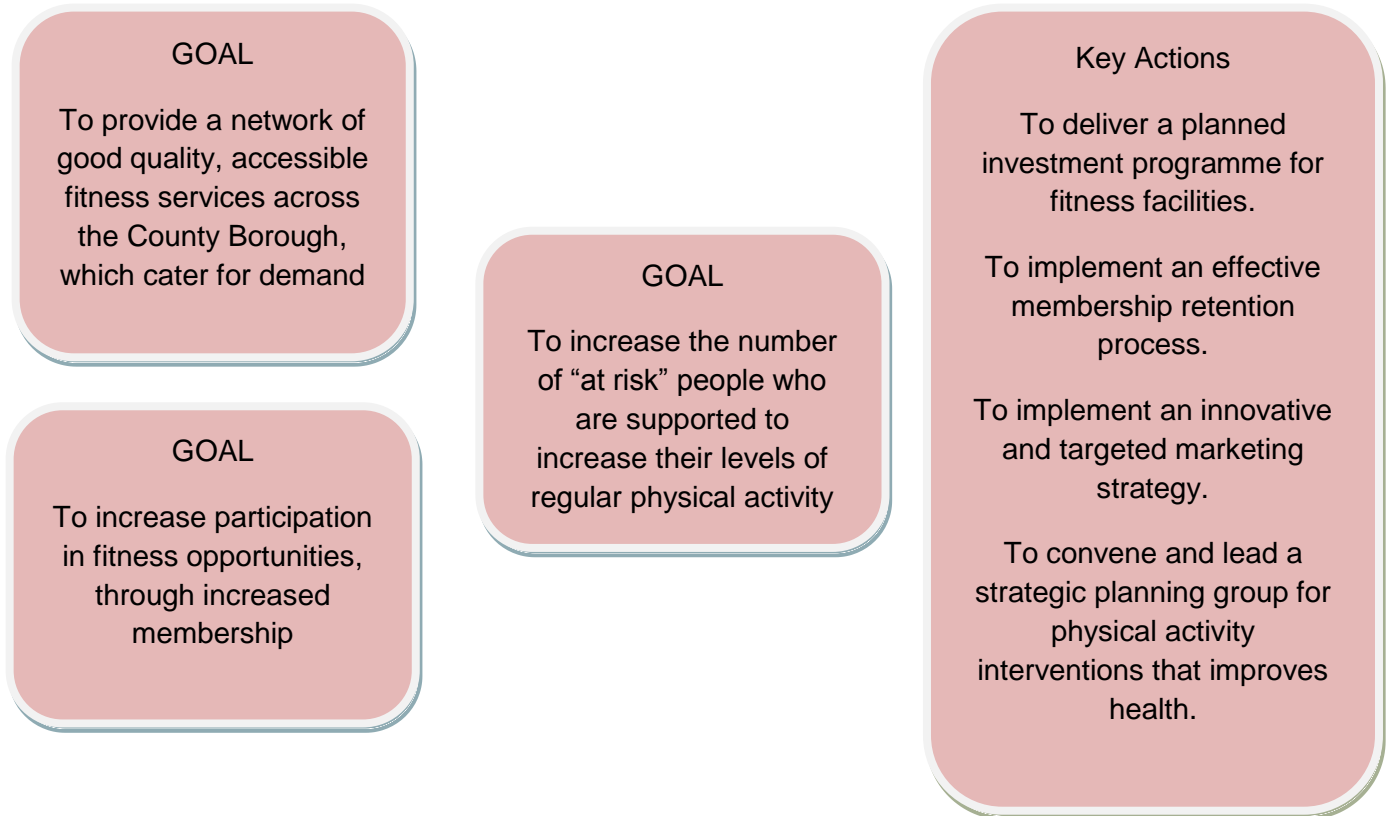 GOAL
To provide a network of
good quality, accessible
fitness services across
the County Borough,
which cater for demand
GOAL
To increase participation
in fitness opportunities,
through increased
membership
GOAL
To increase the number
of “at risk” people who
are supported to
increase their levels of
regular physical activity
Key Actions
To deliver a planned
investment programme for
fitness facilities.
To implement an effective
membership retention
process.
To implement an innovative
and targeted marketing
strategy.
To convene and lead a
strategic planning group for
physical activity
interventions that improves
health.